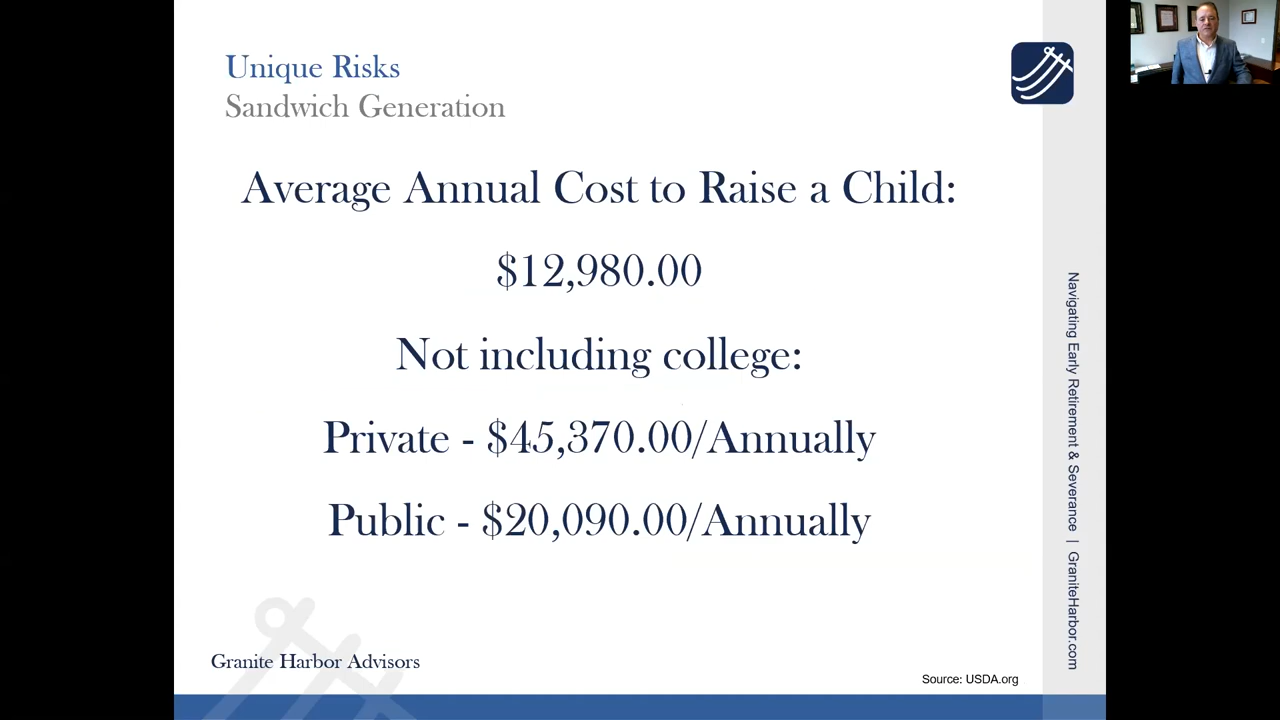 Unique Risks
Sandwich Generation
Average Annual Cost to Raise a Child:
$12,980.00
Not including college:
Private - $45,370.00/Annually
Public - $20,090.00/Annually
Navigating Early Retirement & Severance | GraniteHarbor.com
Granite Harbor Advisors
Source: USDA.org